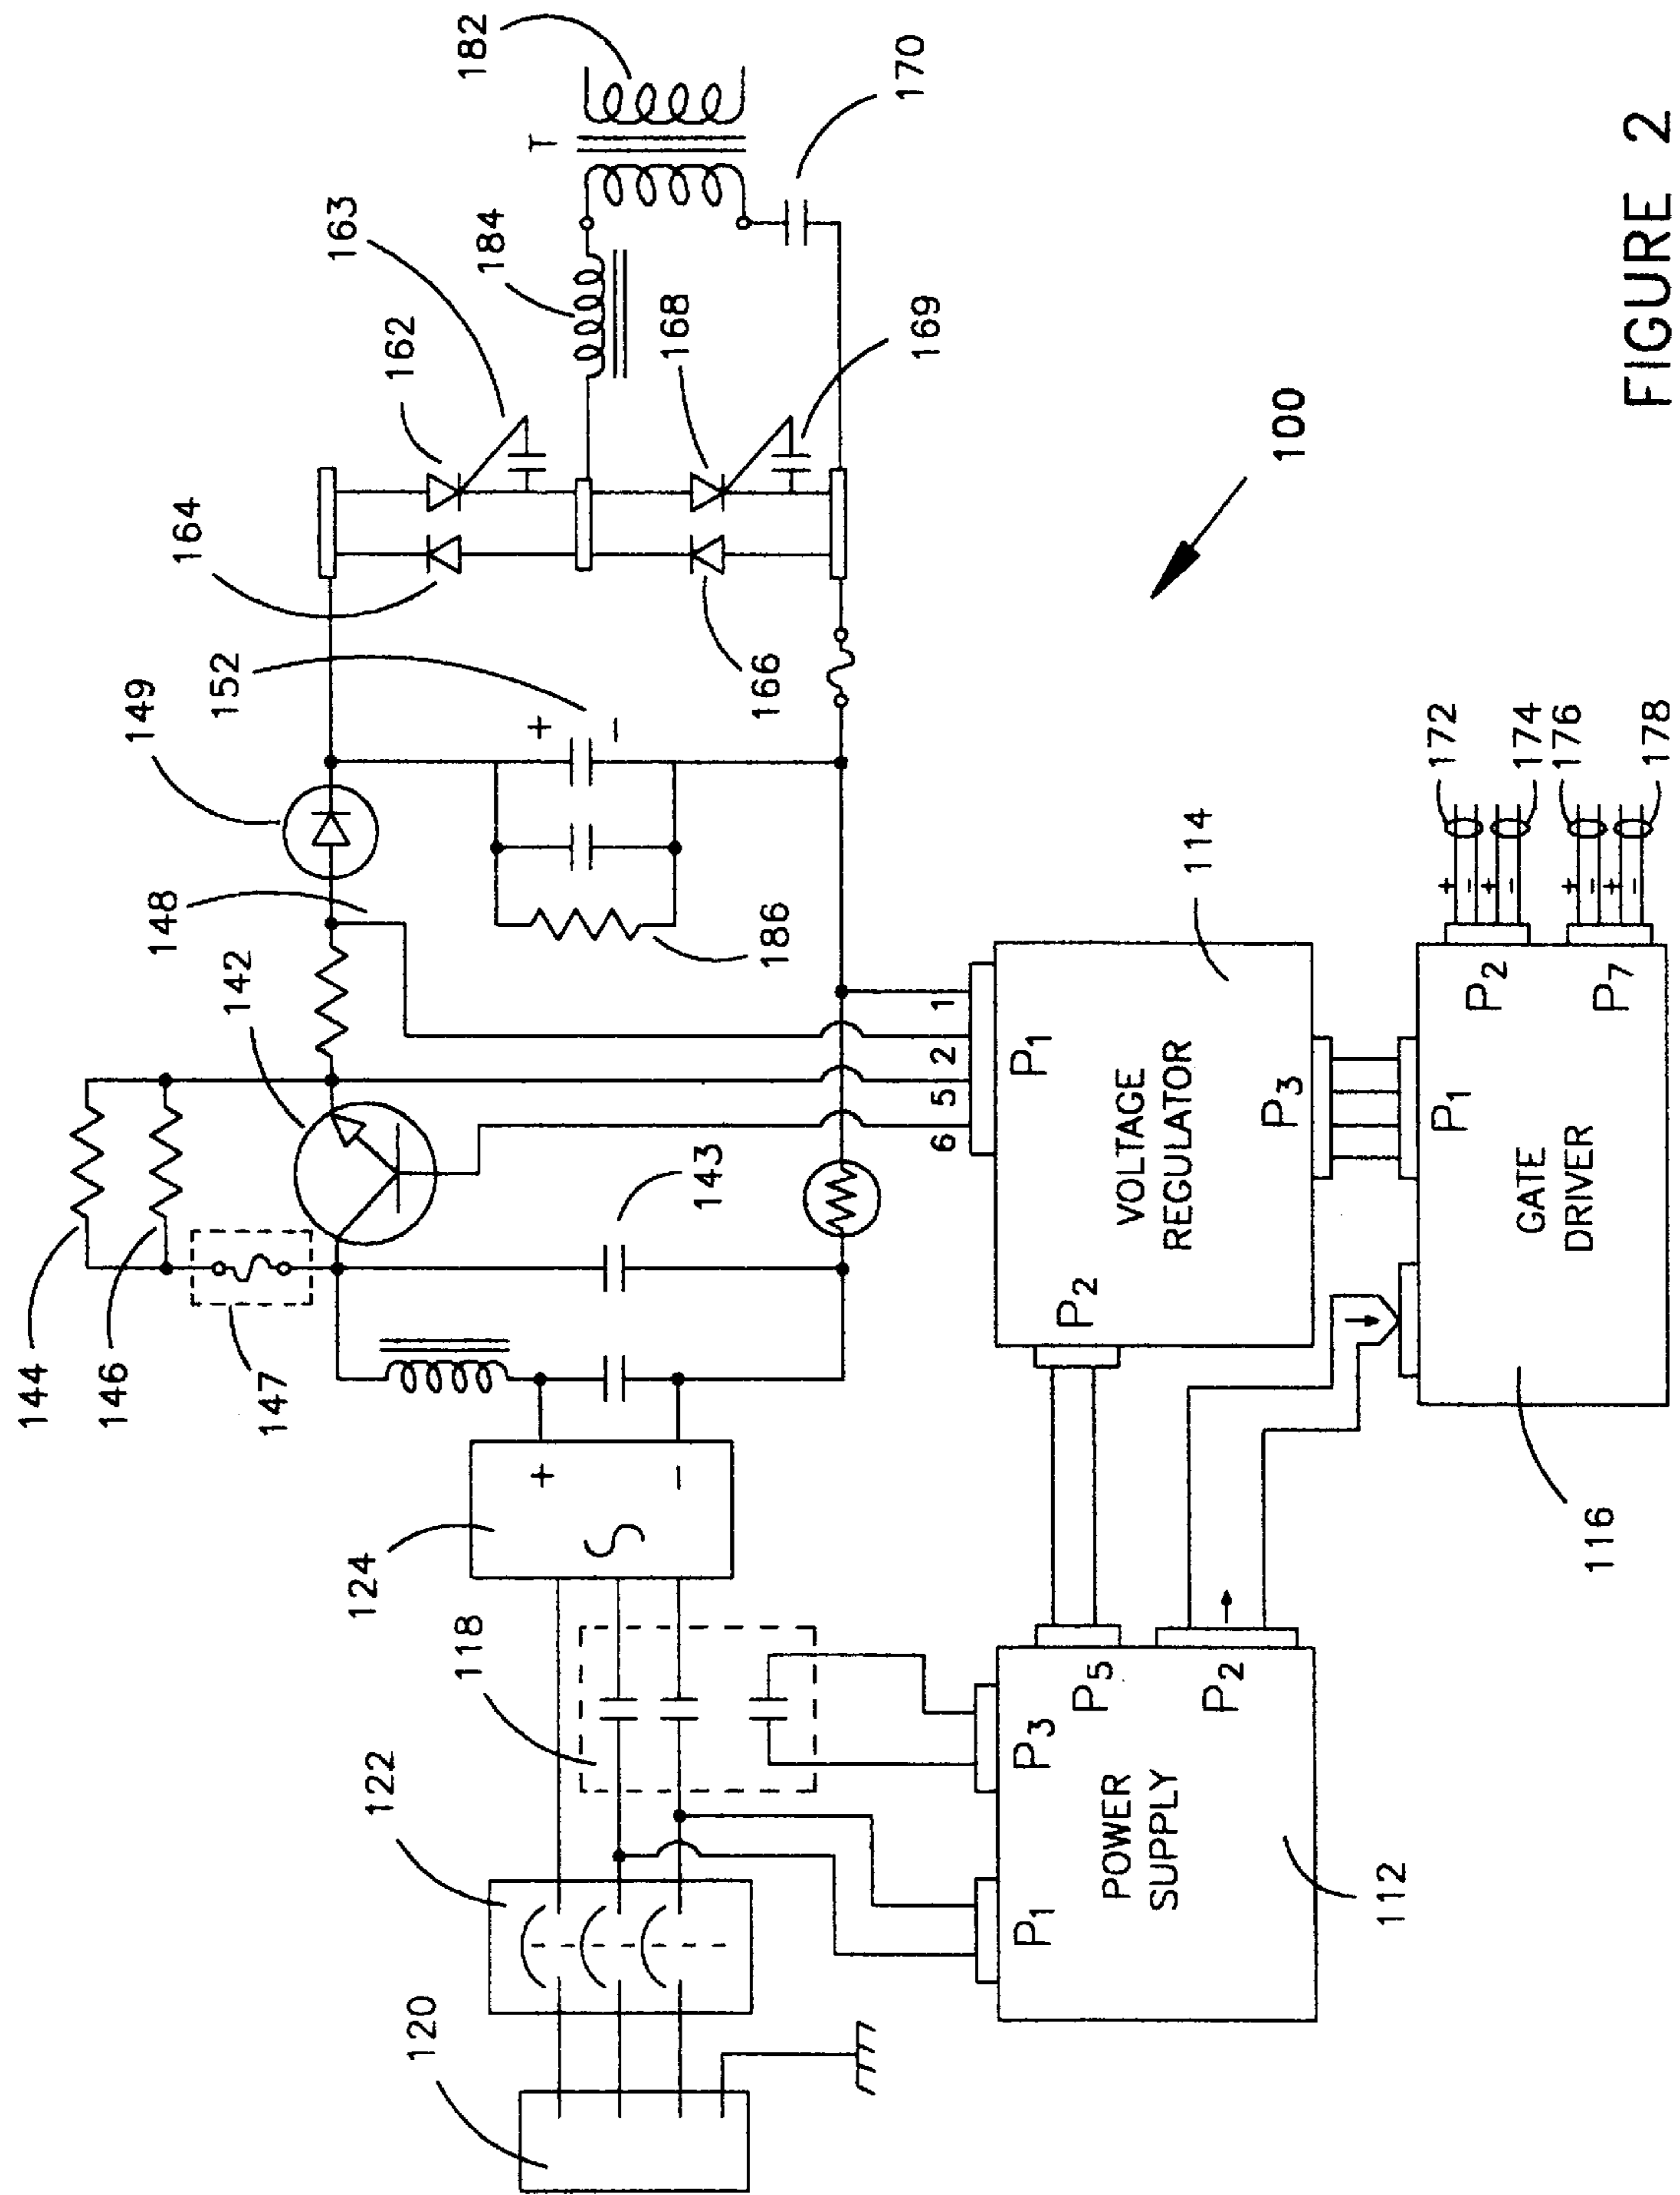 144
146
147
142
148
149
152
164
162
163
184
T
182
170
168
169
166
186
143
+
−
124
+
−
118
122
120
100
6 5 2 1
P1
VOLTAGE
REGULATOR
P2
P3
114
P1
P3
P5
P2
POWER
SUPPLY
112
P1
P2
P7
GATE
DRIVER
116
+
−
+
−
+
−
+
−
172
174
176
178
FIGURE 2